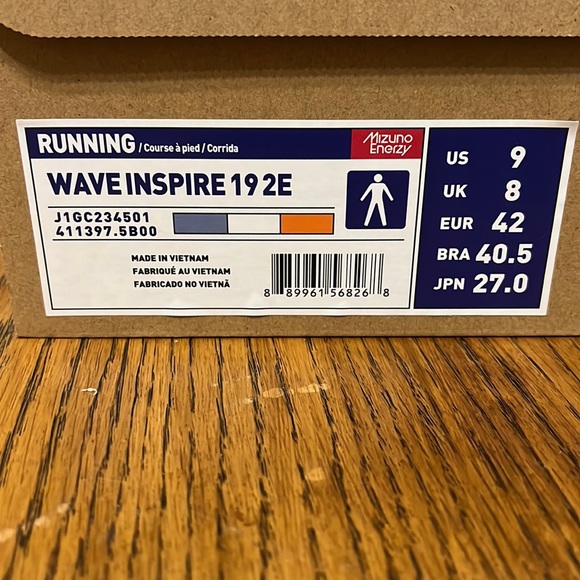 RUNNING / Course à pied / Corrida
Mizuno
Enerzy
WAVE INSPIRE 19 2E
J1GC234501
411397.5B00
MADE IN VIETNAM
FABRIQUÉ AU VIETNAM
FABRICADO NO VIETNÃ
8 89961 56826 8
US 9
UK 8
EUR 42
BRA 40.5
JPN 27.0